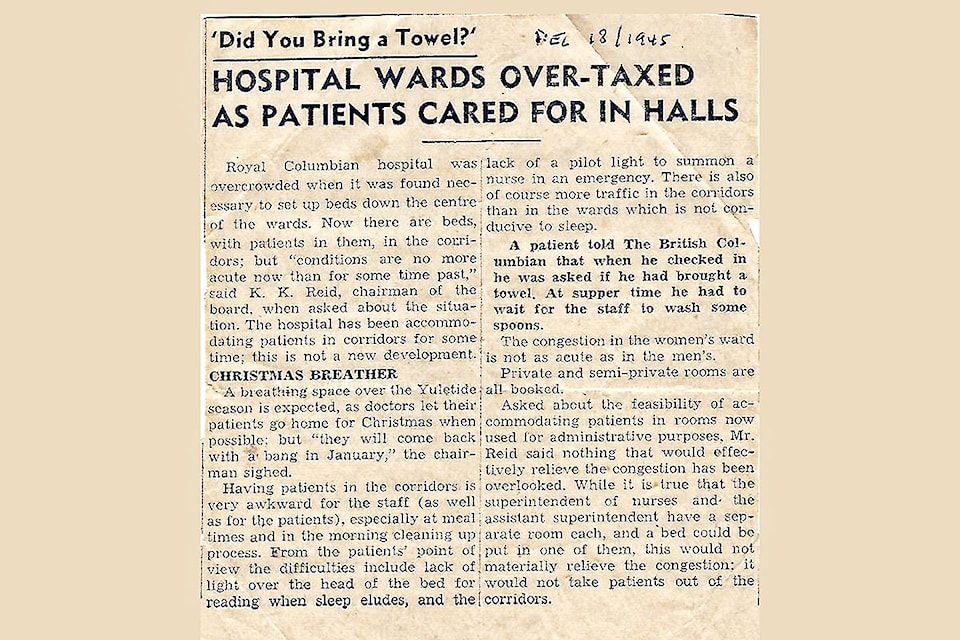 'Did You Bring a Towel?'
DEC 18/1945
HOSPITAL WARDS OVER-TAXED
AS PATIENTS CARED FOR IN HALLS
Royal Columbian hospital was
overcrowded when it was found nec-
essary to set up beds down the centre
of the wards. Now there are beds,
with patients in them, in the corri-
dors; but "conditions are no more
acute now than for some time past,"
said K. K. Reid, chairman of the
board, when asked about the situa-
tion. The hospital has been accommo-
dating patients in corridors for some
time; this is not a new development.
CHRISTMAS BREATHER
A breathing space over the Yuletide
season is expected, as doctors let their
patients go home for Christmas when
possible; but "they will come back
with a bang in January," the chair-
man sighed.
Having patients in the corridors is
very awkward for the staff (as well
as for the patients), especially at meal
times and in the morning cleaning up
process. From the patients' point of
view the difficulties include lack of
light over the head of the bed for
reading when sleep eludes, and the
lack of a pilot light to summon a
nurse in an emergency. There is also
of course more traffic in the corridors
than in the wards which is not con-
ducive to sleep.
A patient told The British Col-
umbian that when he checked in
he was asked if he had brought a
towel. At supper time he had to
wait for the staff to wash some
spoons.
The congestion in the women's ward
is not as acute as in the men's.
Private and semi-private rooms are
all booked.
Asked about the feasibility of ac-
commodating patients in rooms now
used for administrative purposes, Mr.
Reid said nothing that would effec-
tively relieve the congestion has been
overlooked. While it is true that the
superintendent of nurses and the
assistant superintendent have a sep-
arate room each, and a bed could be
put in one of them, this would not
materially relieve the congestion; it
would not take patients out of the
corridors.